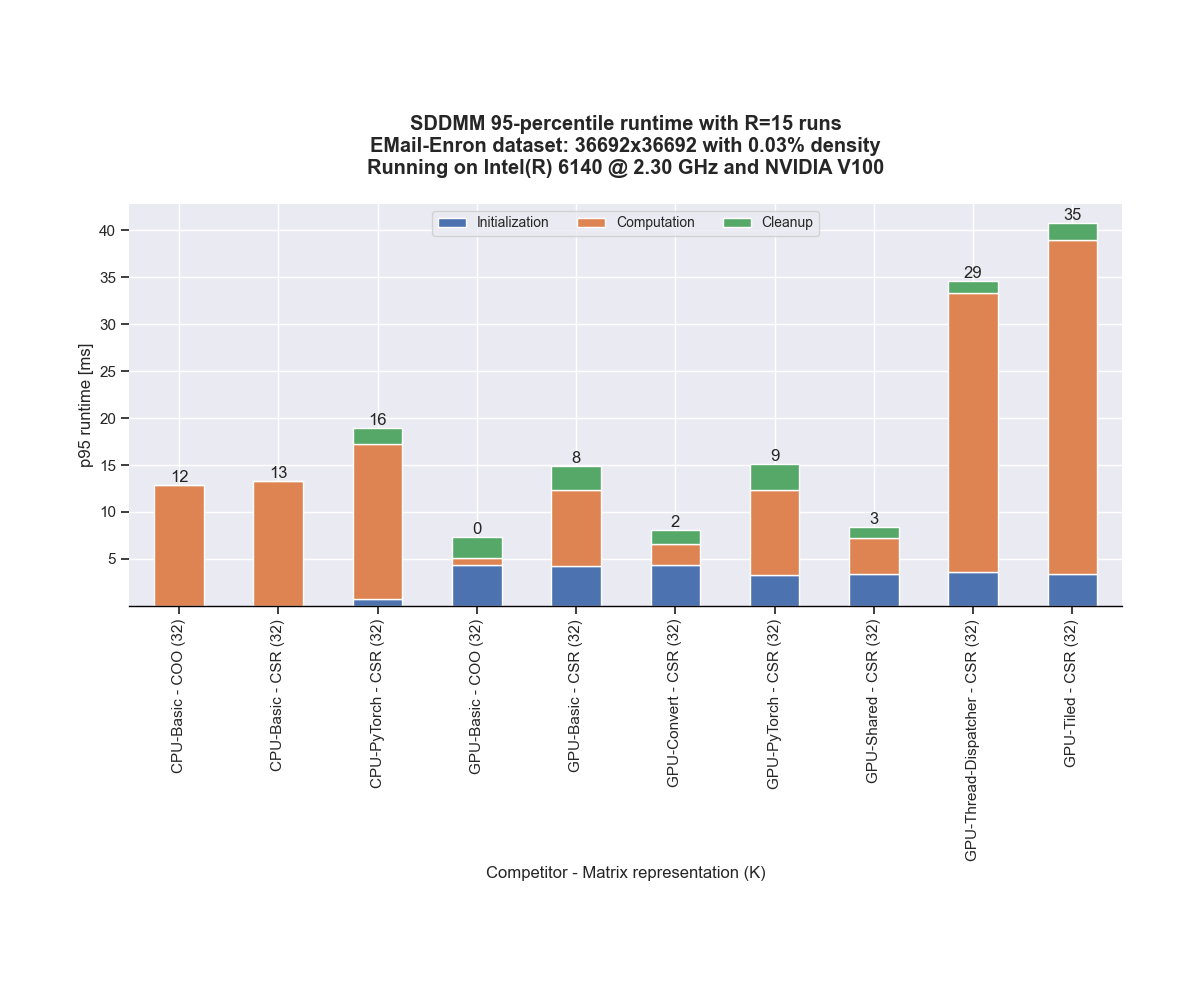 SDDMM 95-percentile runtime with R=15 runs
EMail-Enron dataset: 36692x36692 with 0.03% density
Running on Intel(R) 6140 @ 2.30 GHz and NVIDIA V100
Initialization
Computation
Cleanup
p95 runtime [ms]
40
35
30
25
20
15
10
5
12
13
16
0
8
2
9
3
29
35
CPU-Basic - COO (32)
CPU-Basic - CSR (32)
CPU-PyTorch - CSR (32)
GPU-Basic - COO (32)
GPU-Basic - CSR (32)
GPU-Convert - CSR (32)
GPU-PyTorch - CSR (32)
GPU-Shared - CSR (32)
GPU-Thread-Dispatcher - CSR (32)
GPU-Tiled - CSR (32)
Competitor - Matrix representation (K)